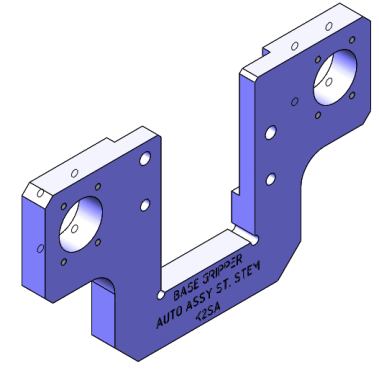 BASE GRIPPER
AUTO ASSY ST. STEM
K2SA